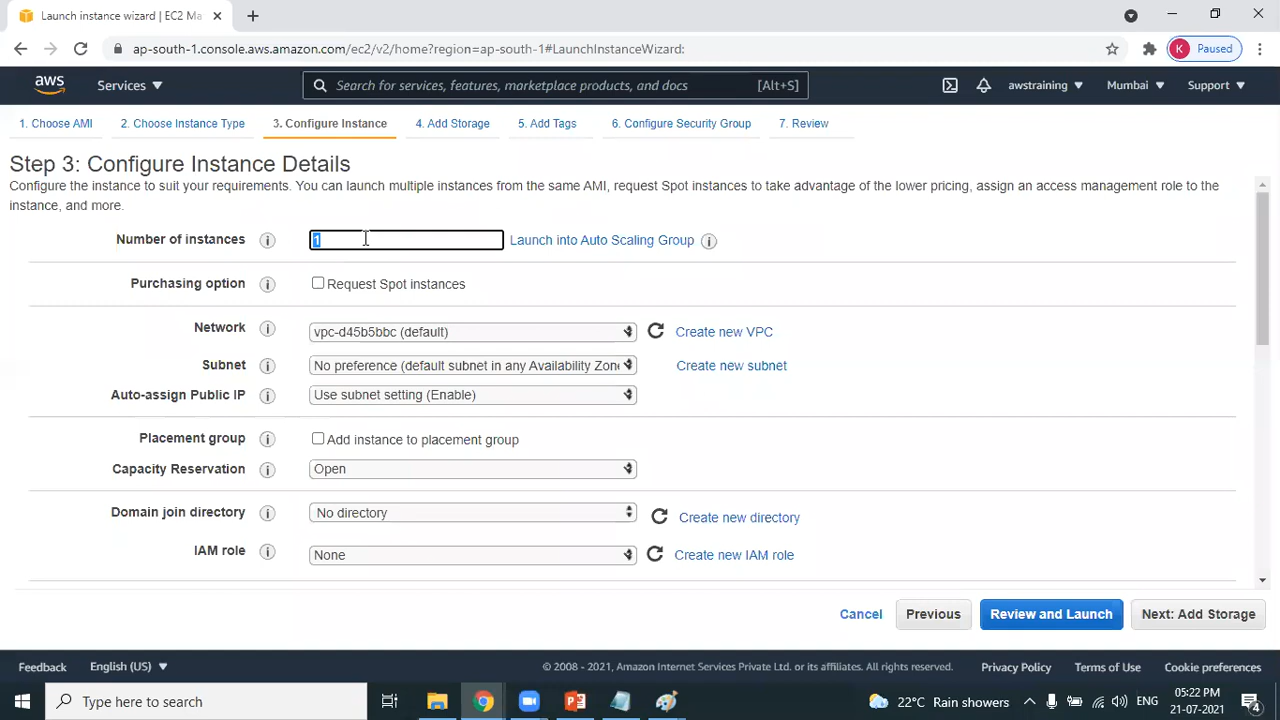 Launch instance wizard | EC2 Ma
ap-south-1.console.aws.amazon.com/ec2/v2/home?region=ap-south-1#LaunchInstanceWizard:
K Paused
aws Services Search for services, features, marketplace products, and docs [Alt+S] awstraining Mumbai Support
1. Choose AMI 2. Choose Instance Type 3. Configure Instance 4. Add Storage 5. Add Tags 6. Configure Security Group 7. Review
Step 3: Configure Instance Details
Configure the instance to suit your requirements. You can launch multiple instances from the same AMI, request Spot instances to take advantage of the lower pricing, assign an access management role to the
instance, and more.
Number of instances i 1 Launch into Auto Scaling Group i
Purchasing option i Request Spot instances
Network i vpc-d45b5bbc (default) Create new VPC
Subnet i No preference (default subnet in any Availability Zone Create new subnet
Auto-assign Public IP i Use subnet setting (Enable)
Placement group i Add instance to placement group
Capacity Reservation i Open
Domain join directory i No directory Create new directory
IAM role i None Create new IAM role
Cancel Previous Review and Launch Next: Add Storage
Feedback English (US) © 2008 - 2021, Amazon Internet Services Private Ltd. or its affiliates. All rights reserved. Privacy Policy Terms of Use Cookie preferences
Type here to search 22°C Rain showers ENG 05:22 PM
21-07-2021 4